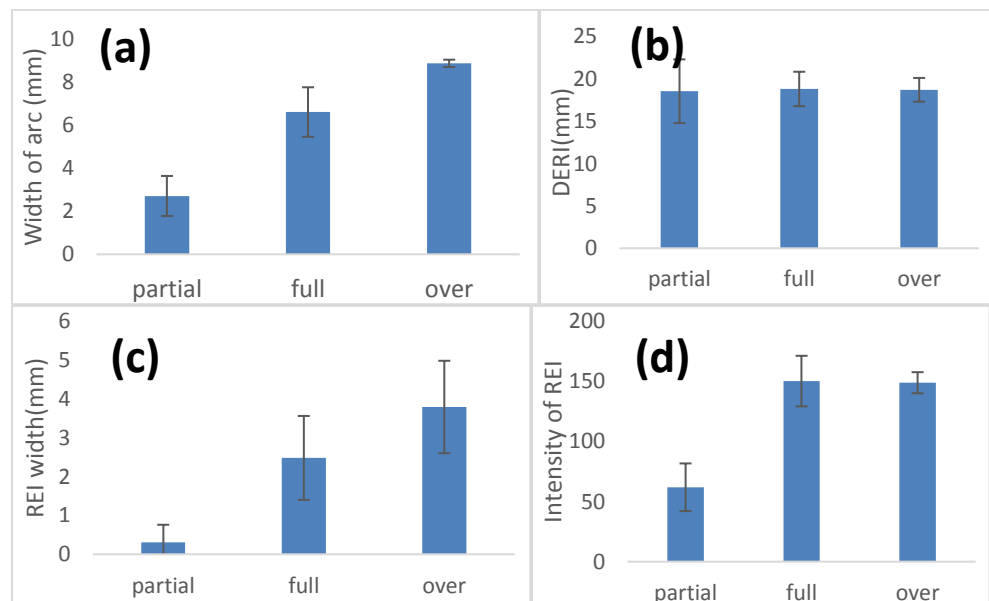 (a)
Width of arc (mm)
10
8
6
4
2
0
partial full over
(b)
DERI(mm)
25
20
15
10
5
0
partial full over
(c)
REI width(mm)
6
5
4
3
2
1
0
partial full over
(d)
Intensity of REI
200
150
100
50
0
partial full over